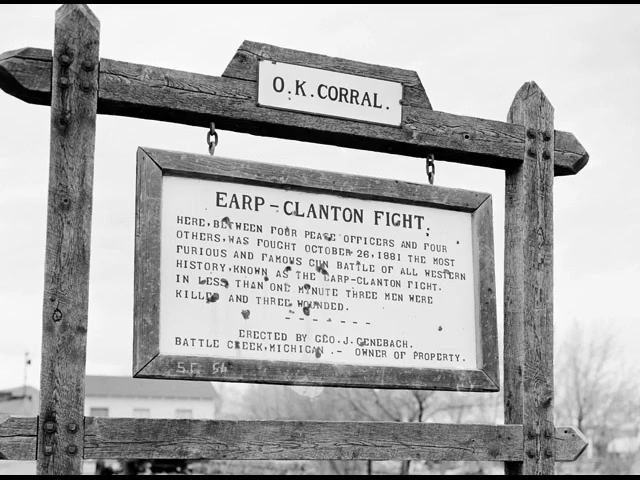 O.K.CORRAL.
EARP-CLANTON FIGHT;
HERE, BETWEEN FOUR PEACE OFFICERS AND FOUR
OTHERS, WAS FOUGHT OCTOBER 26, 1881 THE MOST
FURIOUS AND FAMOUS GUN BATTLE OF ALL WESTERN
HISTORY, KNOWN AS THE EARP-CLANTON FIGHT.
IN LESS THAN ONE MINUTE THREE MEN WERE
KILLED AND THREE WOUNDED.
ERECTED BY GEO. J. GENEBACH.
BATTLE CREEK, MICHIGAN .- OWNER OF PROPERTY.